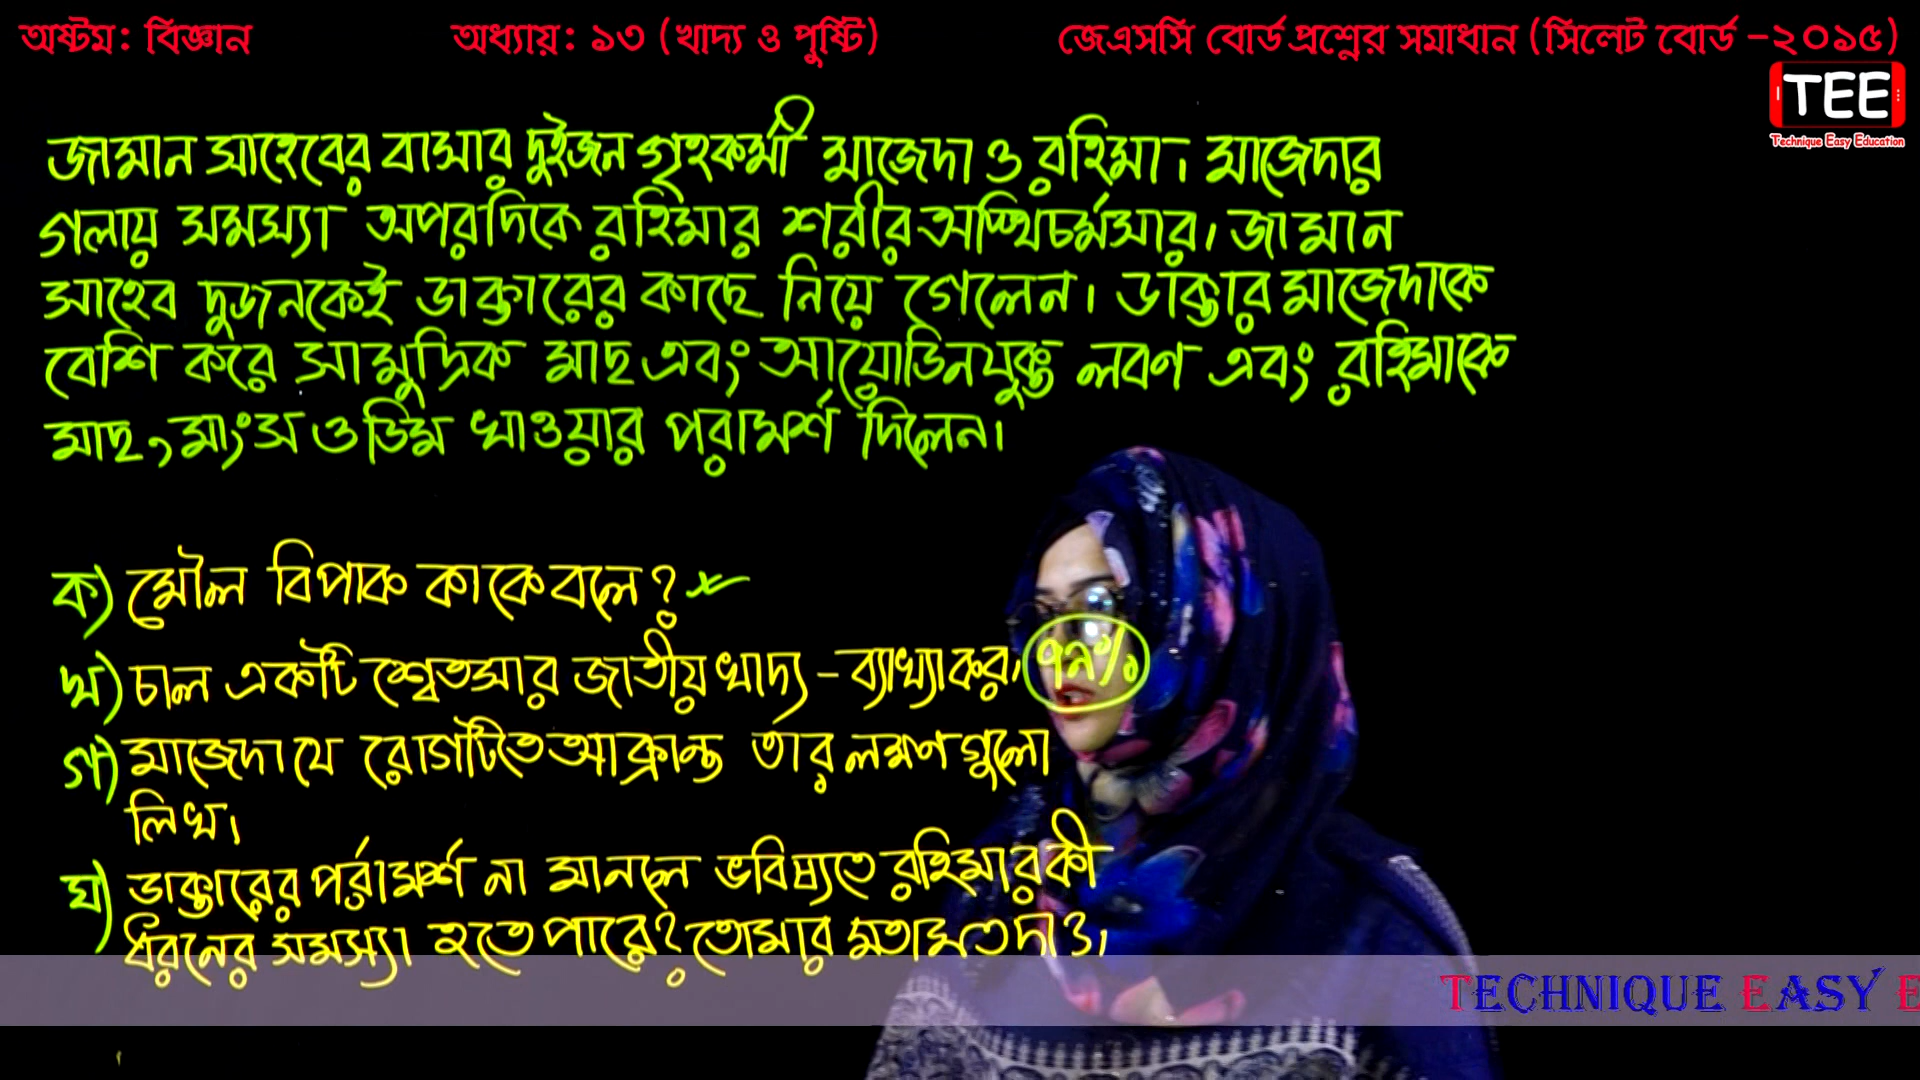 অষ্টম: বিজ্ঞান
অধ্যায়: ১৩ (খাদ্য ও পুষ্টি)
জেএসসি বোর্ড প্রশ্নের সমাধান (সিলেট বোর্ড -২০১৫)
TEE
Technique Easy Education
জামান সাহেবের বাসার দুইজন গৃহকর্মী মাজেদা ও রহিমা। মাজেদার
গলায় সমস্যা অপরদিকে রহিমার শরীর অস্থিচর্মসার। জামান
সাহেব দুজনকেই ডাক্তারের কাছে নিয়ে গেলেন। ডাক্তার মাজেদাকে
বেশি করে সামুদ্রিক মাছ এবং আয়োডিনযুক্ত লবণ এবং রহিমাকে
মাছ, মাংস ও ডিম খাওয়ার পরামর্শ দিলেন।
ক) মৌল বিপাক কাকে বলে?
খ) চাল একটি শ্বেতসার জাতীয় খাদ্য - ব্যাখ্যা কর। ৭৯%
গ) মাজেদা যে রোগটিতে আক্রান্ত তার লক্ষণ গুলো
লিখ।
ঘ) ডাক্তারের পর্রামর্শ না মানলে ভবিষ্যতে রহিমার কী
ধরনের সমস্যা হতে পারে? তোমার মতামত দাও।
TECHNIQUE EASY E